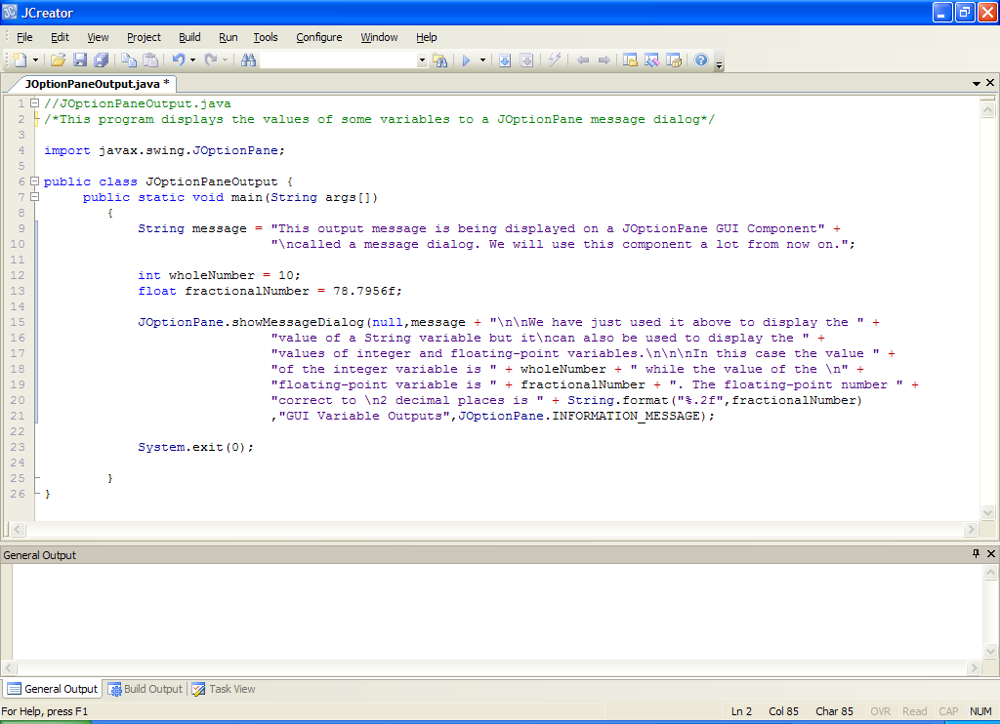 JCreator
File Edit View Project Build Run Tools Configure Window Help
JOptionPaneOutput.java *
1 //JOptionPaneOutput.java
2 /*This program displays the values of some variables to a JOptionPane message dialog*/
3
4 import javax.swing.JOptionPane;
5
6 public class JOptionPaneOutput {
7 public static void main(String args[])
8 {
9 String message = "This output message is being displayed on a JOptionPane GUI Component" +
10 "\ncalled a message dialog. We will use this component a lot from now on.";
11
12 int wholeNumber = 10;
13 float fractionalNumber = 78.7956f;
14
15 JOptionPane.showMessageDialog(null,message + "\n\nWe have just used it above to display the " +
16 "value of a String variable but it\ncan also be used to display the " +
17 "values of integer and floating-point variables.\n\n\nIn this case the value " +
18 "of the integer variable is " + wholeNumber + " while the value of the \n" +
19 "floating-point variable is " + fractionalNumber + ". The floating-point number " +
20 "correct to \n2 decimal places is " + String.format("%.2f",fractionalNumber)
21 ,"GUI Variable Outputs",JOptionPane.INFORMATION_MESSAGE);
22
23 System.exit(0);
24
25 }
26 }
General Output
General Output Build Output Task View
For Help, press F1 Ln 2 Col 85 Char 85 OVR Read CAP NUM